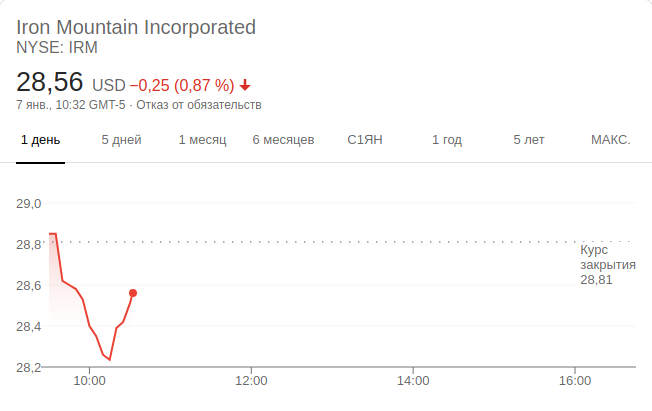 Iron Mountain Incorporated
NYSE: IRM
28,56 USD −0,25 (0,87 %)
7 янв., 10:32 GMT-5 · Отказ от обязательств
1 день 5 дней 1 месяц 6 месяцев С1ЯН 1 год 5 лет МАКС.
29,0
28,8
28,6
28,4
28,2
Курс
закрытия
28,81
10:00 12:00 14:00 16:00